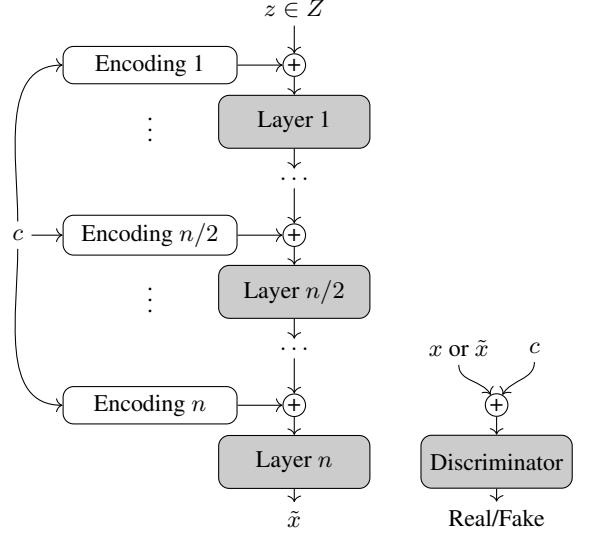 z ∈ Z
Encoding 1
+
Layer 1
⋮
···
c
Encoding n/2
+
Layer n/2
⋮
···
Encoding n
+
Layer n
x̃
x or x̃
c
+
Discriminator
Real/Fake